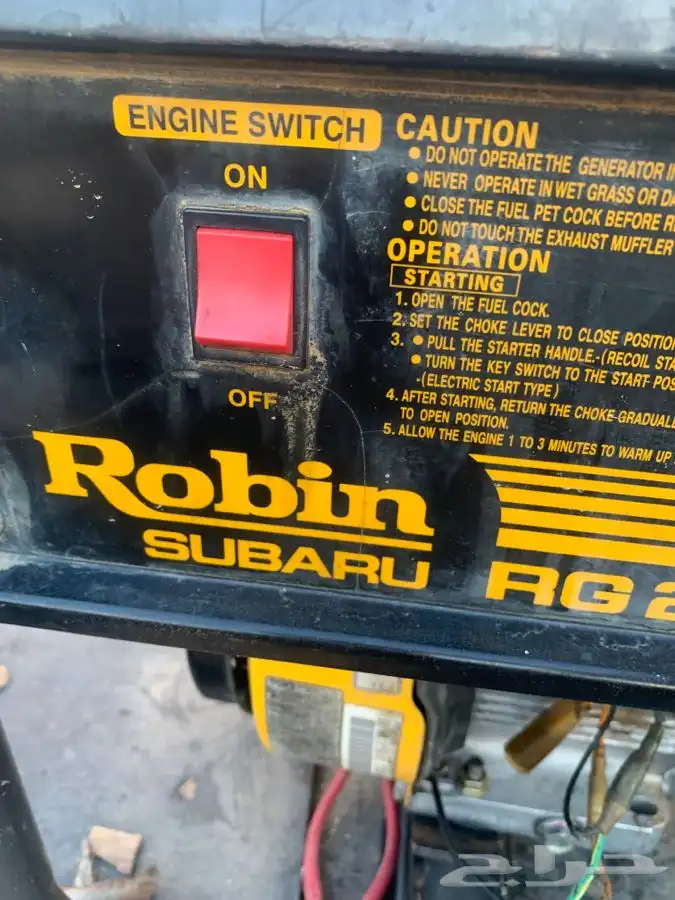 ENGINE SWITCH
ON
OFF
CAUTION
● DO NOT OPERATE THE GENERATOR
● NEVER OPERATE IN WET GRASS OR
● CLOSE THE FUEL PET COCK BEFORE
● DO NOT TOUCH THE EXHAUST MUFFLER
OPERATION
STARTING
1. OPEN THE FUEL COCK.
2. SET THE CHOKE LEVER TO CLOSE
3. ● PULL THE STARTER HANDLE.-(RECOIL
● TURN THE KEY SWITCH TO THE START
-(ELECTRIC START TYPE)
4. AFTER STARTING, RETURN THE CHOKE
TO OPEN POSITION.
5. ALLOW THE ENGINE 1 TO 3 MINUTES TO WARM UP
Robin
SUBARU
RG2
حراج